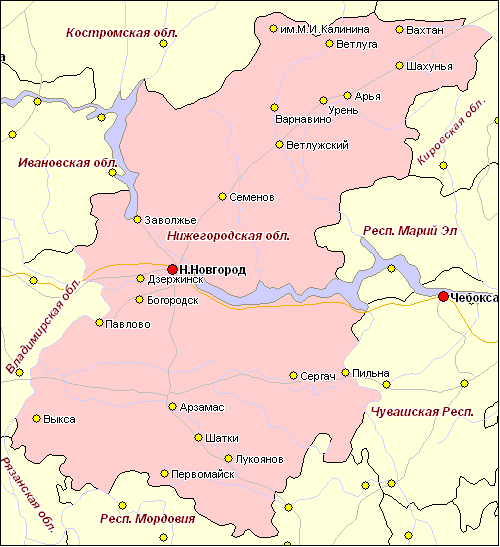 Костромская обл.
им.М.И.Калинина
Вахтан
Ветлуга
Шахунья
Арья
Урень
Варнавино
Кировская обл.
Ветлужский
Ивановская обл.
Семенов
Заволжье
Нижегородская обл.
Респ. Марий Эл
Н.Новгород
Дзержинск
Богородск
Чебокса
Владимирская обл.
Павлово
Сергач
Пильна
Арзамас
Чувашская Респ.
Выкса
Шатки
Лукоянов
Первомайск
Рязанская обл.
Респ. Мордовия